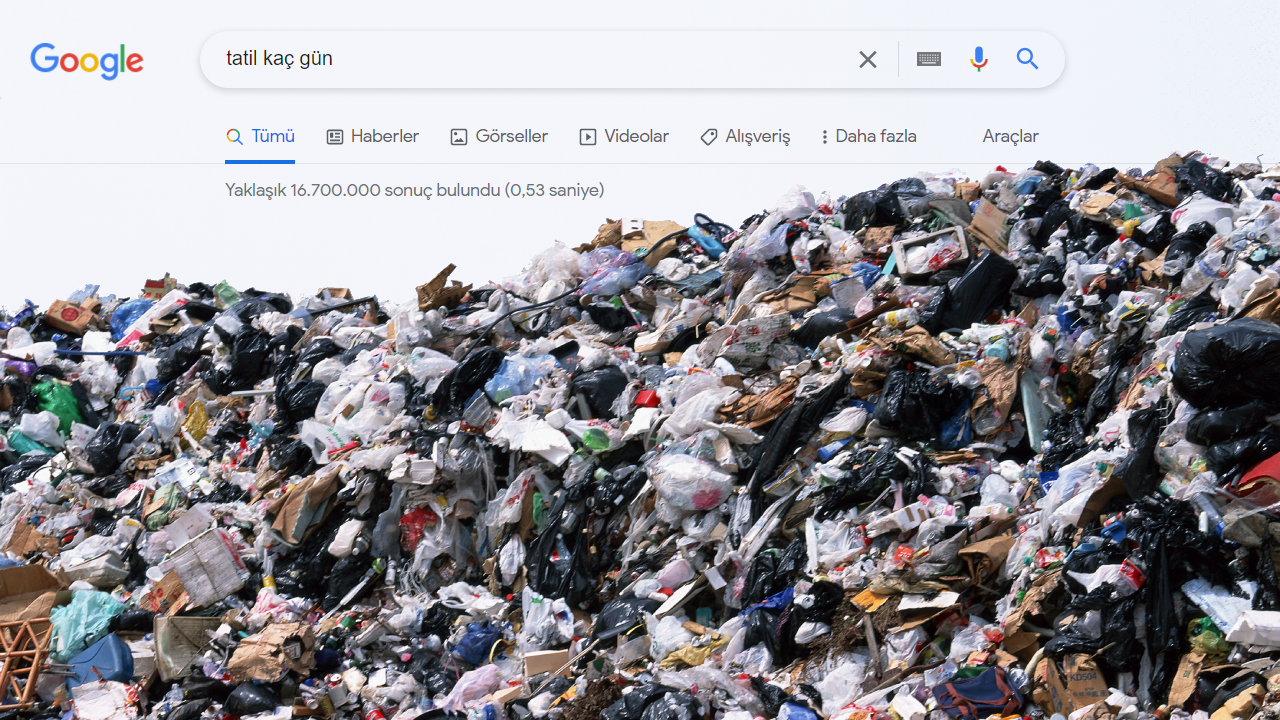 Google
tatil kaç gün
Tümü Haberler Görseller Videolar Alışveriş Daha fazla Araçlar
Yaklaşık 16.700.000 sonuç bulundu (0,53 saniye)